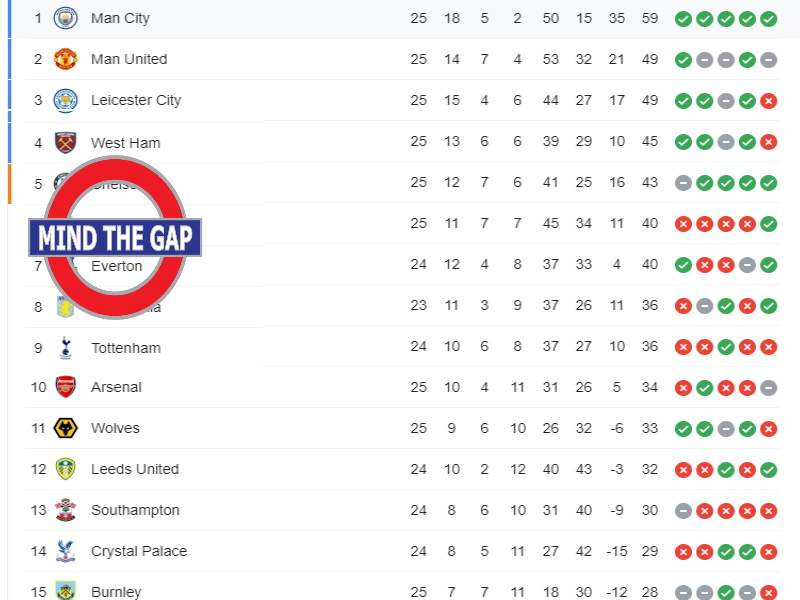 1 Man City 25 18 5 2 50 15 35 59
2 Man United 25 14 7 4 53 32 21 49
3 Leicester City 25 15 4 6 44 27 17 49
4 West Ham 25 13 6 6 39 29 10 45
5 25 12 7 6 41 25 16 43
25 11 7 7 45 34 11 40
MIND THE GAP
7 Everton 24 12 4 8 37 33 4 40
8 23 11 3 9 37 26 11 36
9 Tottenham 24 10 6 8 37 27 10 36
10 Arsenal 25 10 4 11 31 26 5 34
11 Wolves 25 9 6 10 26 32 -6 33
12 Leeds United 24 10 2 12 40 43 -3 32
13 Southampton 24 8 6 10 31 40 -9 30
14 Crystal Palace 24 8 5 11 27 42 -15 29
15 Burnley 25 7 7 11 18 30 -12 28